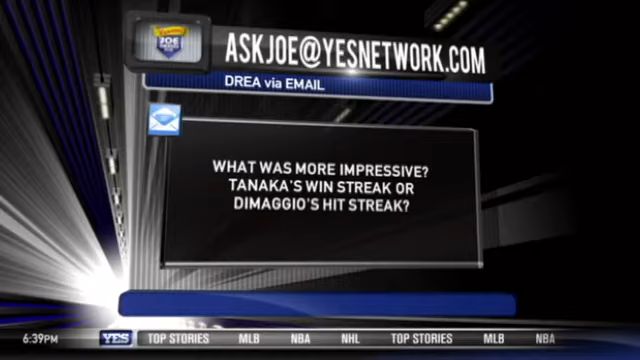 JOE
ASKJOE@YESNETWORK.COM
DREA via EMAIL
WHAT WAS MORE IMPRESSIVE?
TANAKA'S WIN STREAK OR
DIMAGGIO'S HIT STREAK?
6:39PM YES TOP STORIES MLB NBA NHL TOP STORIES MLB NBA